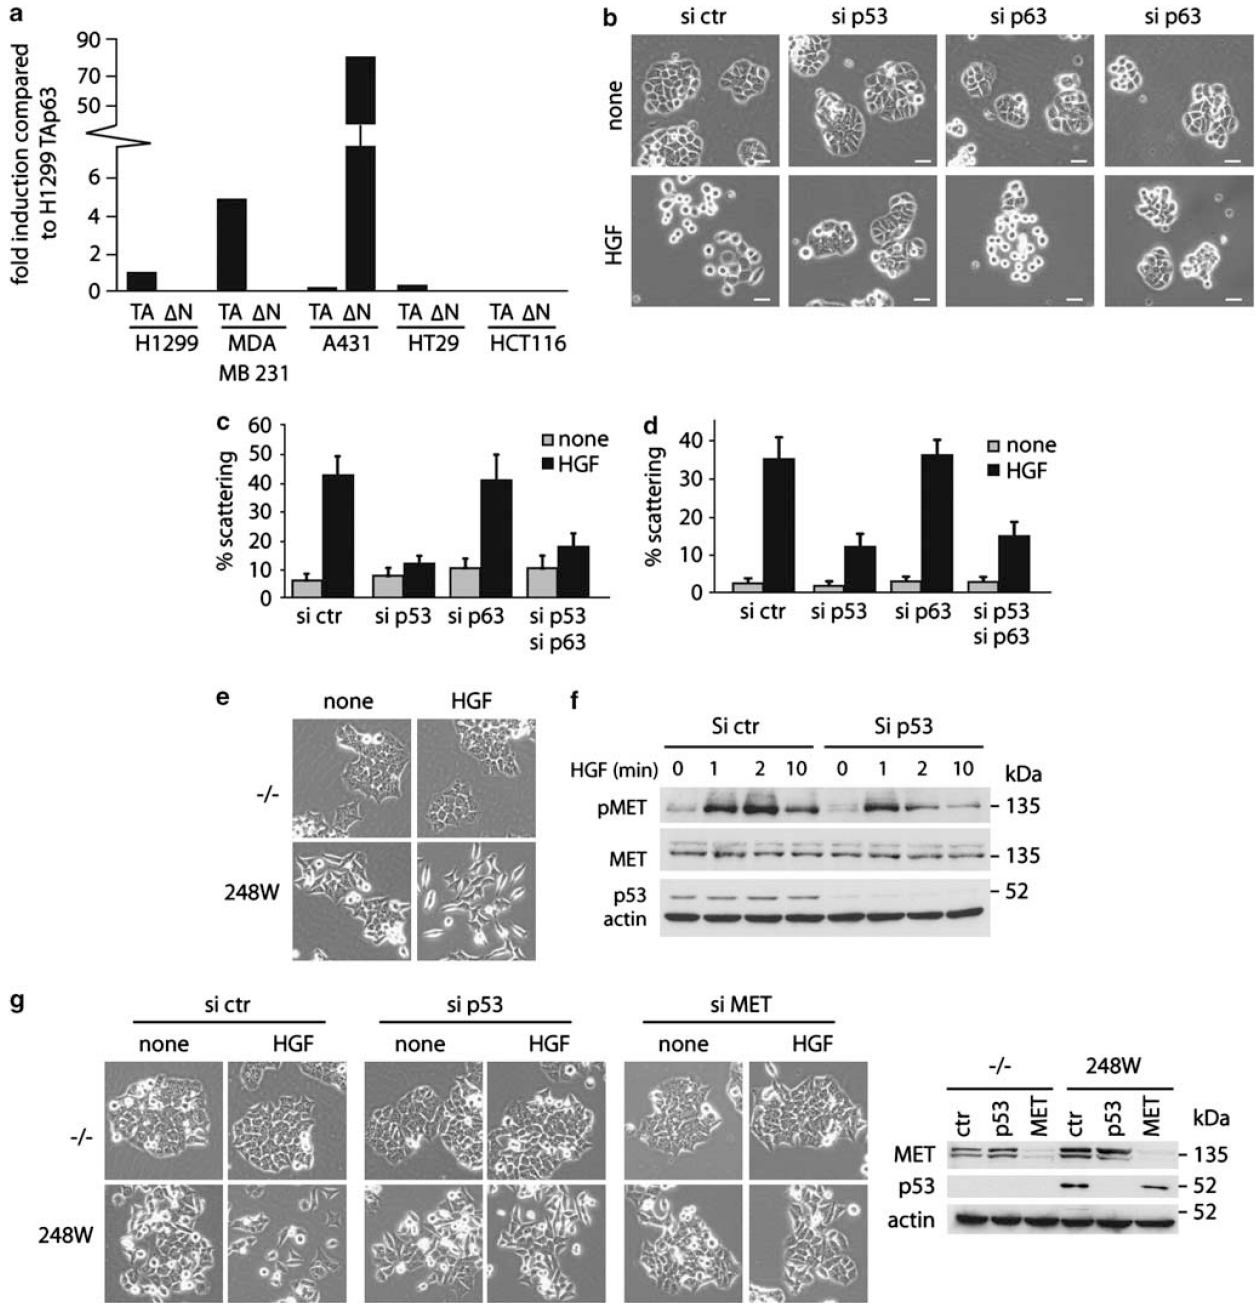 a
fold induction compared
to H1299 TAp63
90
70
50
6
4
2
0
TA ΔN TA ΔN TA ΔN TA ΔN TA ΔN
H1299 MDA A431 HT29 HCT116
MB 231
b
si ctr si p53 si p63 si p63
none
HGF
c
% scattering
60
50
40
30
20
10
0
none
HGF
si ctr si p53 si p63 si p53
si p63
d
% scattering
40
30
20
10
0
none
HGF
si ctr si p53 si p63 si p53
si p63
e
none HGF
-/-
248W
f
Si ctr Si p53
HGF (min) 0 1 2 10 0 1 2 10 kDa
pMET - 135
MET - 135
p53 - 52
actin
g
si ctr si p53 si MET
none HGF none HGF none HGF
-/-
248W
-/- 248W
ctr p53 MET ctr p53 MET kDa
MET - 135
p53 - 52
actin - 52